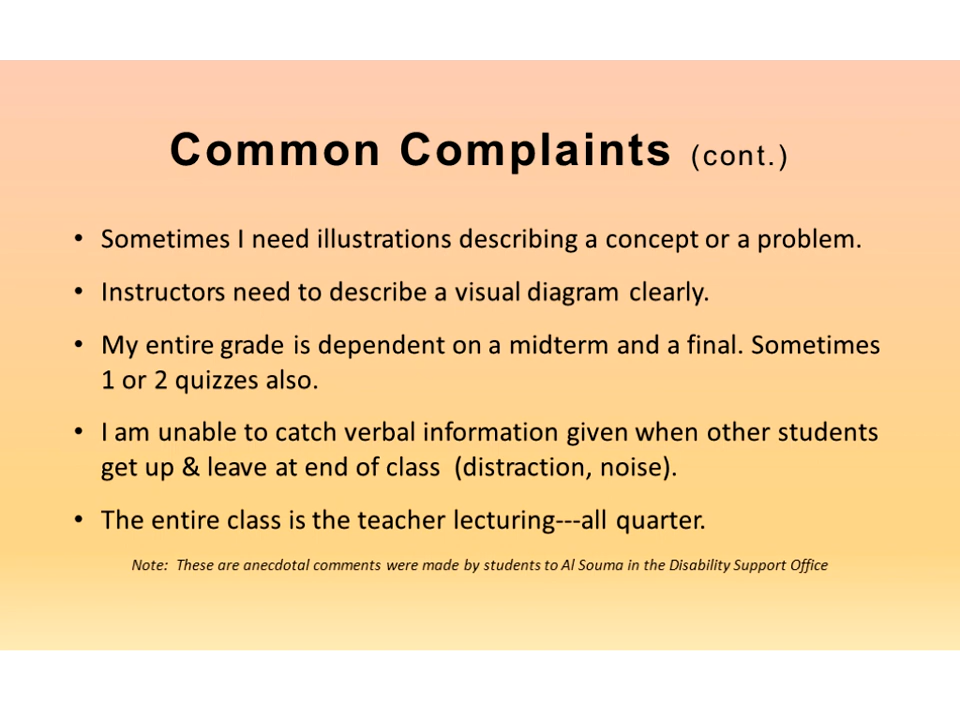 Common Complaints (cont.)
• Sometimes I need illustrations describing a concept or a problem.
• Instructors need to describe a visual diagram clearly.
• My entire grade is dependent on a midterm and a final. Sometimes
1 or 2 quizzes also.
• I am unable to catch verbal information given when other students
get up & leave at end of class  (distraction, noise).
• The entire class is the teacher lecturing---all quarter.
Note:  These are anecdotal comments were made by students to Al Souma in the Disability Support Office